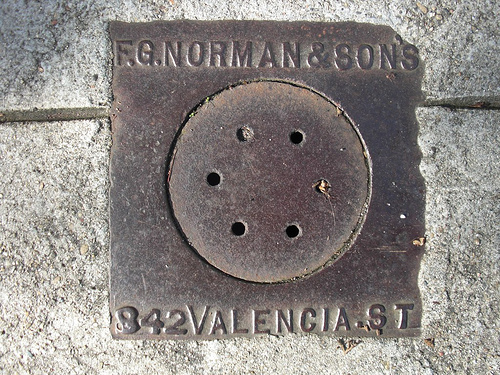 F.G.NORMAN & SONS
842 VALENCIA.ST